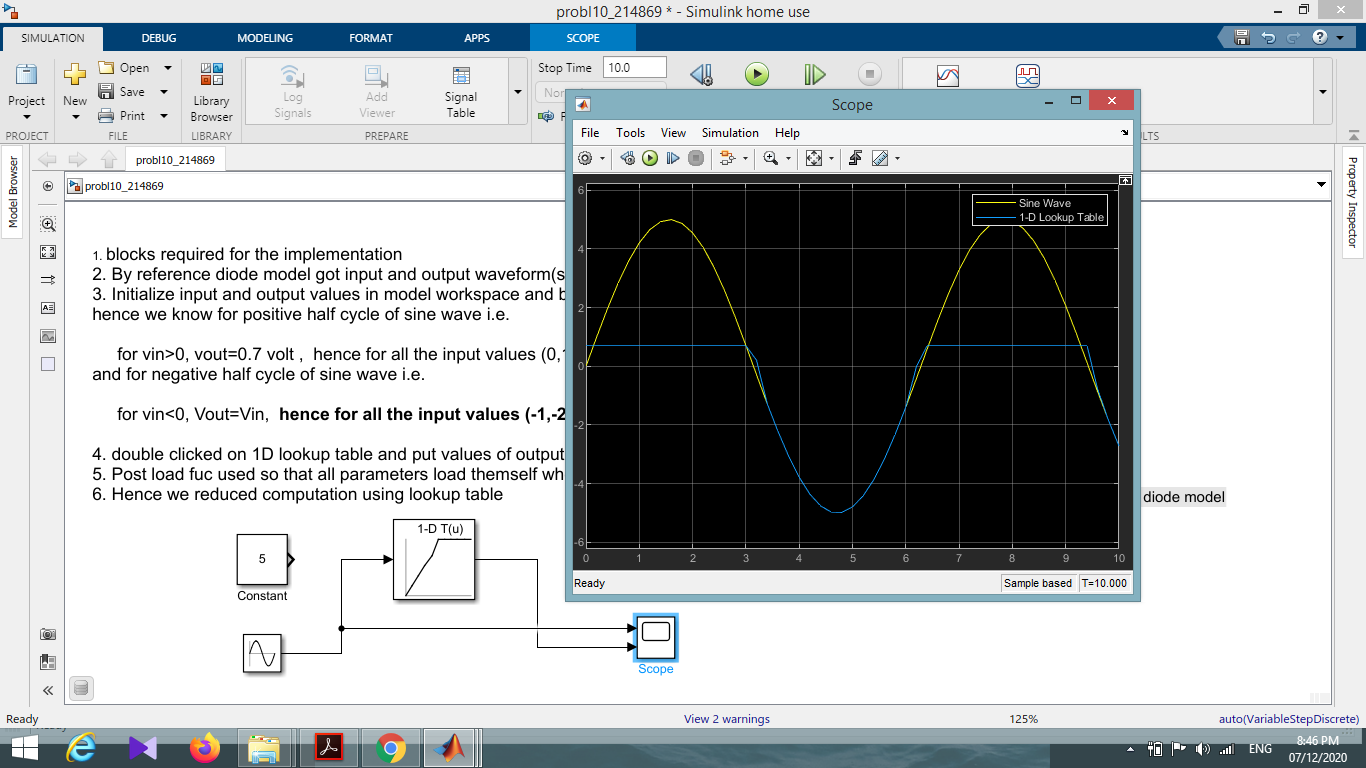 probl10_214869 * - Simulink home use
SIMULATION DEBUG MODELING FORMAT APPS SCOPE
Project
New
Open
Save
Print
Library
Browser
Log
Signals
Add
Viewer
Signal
Table
Stop Time 10.0
PROJECT FILE LIBRARY PREPARE
probl10_214869
probl10_214869
Model Browser
Property Inspector
1. blocks required for the implementation
2. By reference diode model got input and output waveform(s
3. Initialize input and output values in model workspace and
hence we know for positive half cycle of sine wave i.e.
for vin>0, vout=0.7 volt , hence for all the input values (0,
and for negative half cycle of sine wave i.e.
for vin<0, Vout=Vin, hence for all the input values (-1,-2
4. double clicked on 1D lookup table and put values of output
5. Post load fuc used so that all parameters load themself wh
6. Hence we reduced computation using lookup table
diode model
1-D T(u)
5
Constant
Scope
Scope
File Tools View Simulation Help
Sine Wave
1-D Lookup Table
6
4
2
0
-2
-4
-6
0 1 2 3 4 5 6 7 8 9 10
Ready Sample based T=10.000
Ready View 2 warnings 125% auto(VariableStepDiscrete)
ENG
8:46 PM
07/12/2020